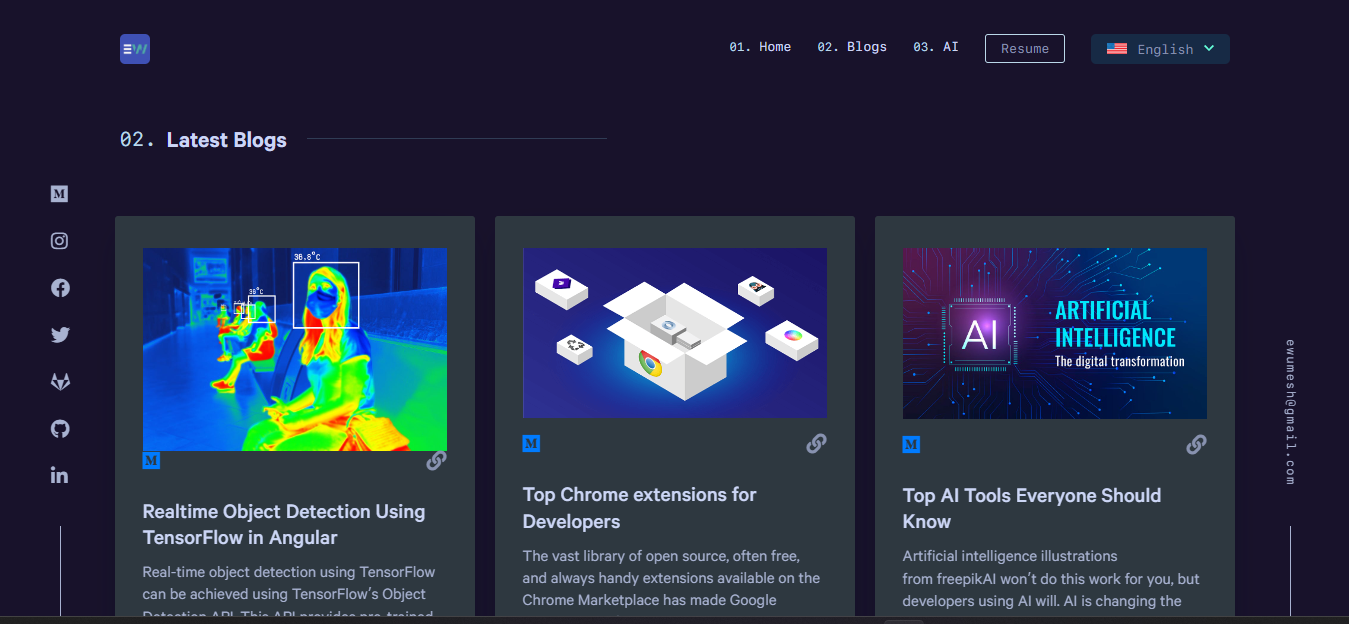 EW
01. Home
02. Blogs
03. AI
Resume
English
02. Latest Blogs
M
38.8°C
36°C
AI
ARTIFICIAL
INTELLIGENCE
The digital transformation
M
M
M
Realtime Object Detection Using
TensorFlow in Angular
Real-time object detection using TensorFlow
can be achieved using TensorFlow's Object
Detection API. This API provides pre-trained
Top Chrome extensions for
Developers
The vast library of open source, often free,
and always handy extensions available on the
Chrome Marketplace has made Google
Top AI Tools Everyone Should
Know
Artificial intelligence illustrations
from freepikAI won't do this work for you, but
developers using AI will. AI is changing the
in
ewumesh@gmail.com